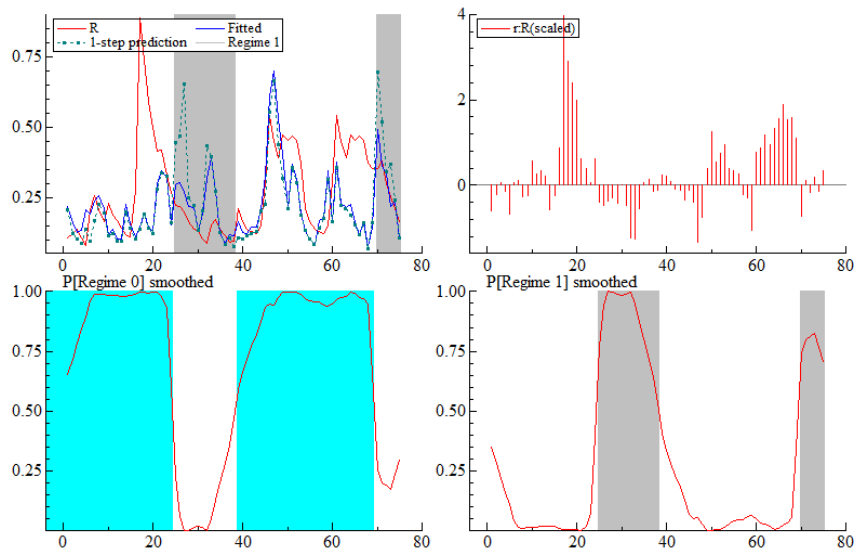 R
Fitted
1-step prediction
Regime 1
0.75
0.50
0.25
0 20 40 60 80
r:R(scaled)
4
2
0
0 20 40 60 80
P[Regime 0] smoothed
1.00
0.75
0.50
0.25
0 20 40 60 80
P[Regime 1] smoothed
1.00
0.75
0.50
0.25
0 20 40 60 80